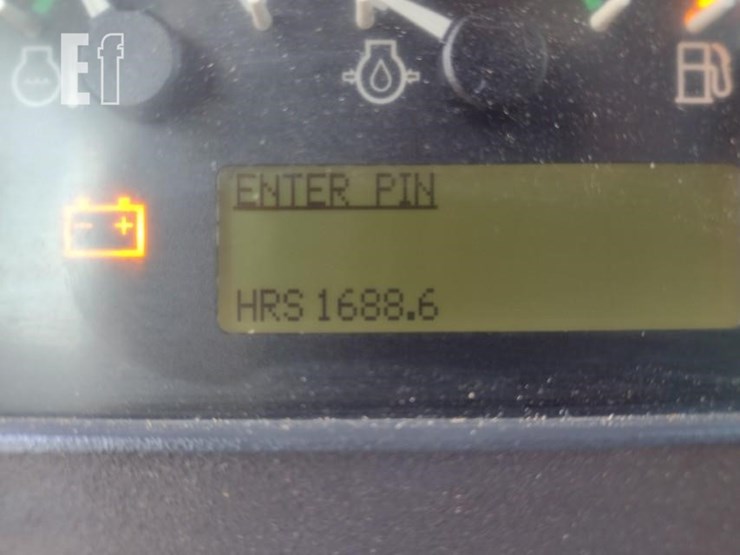 Ef
ENTER PIN
HRS 1688.6